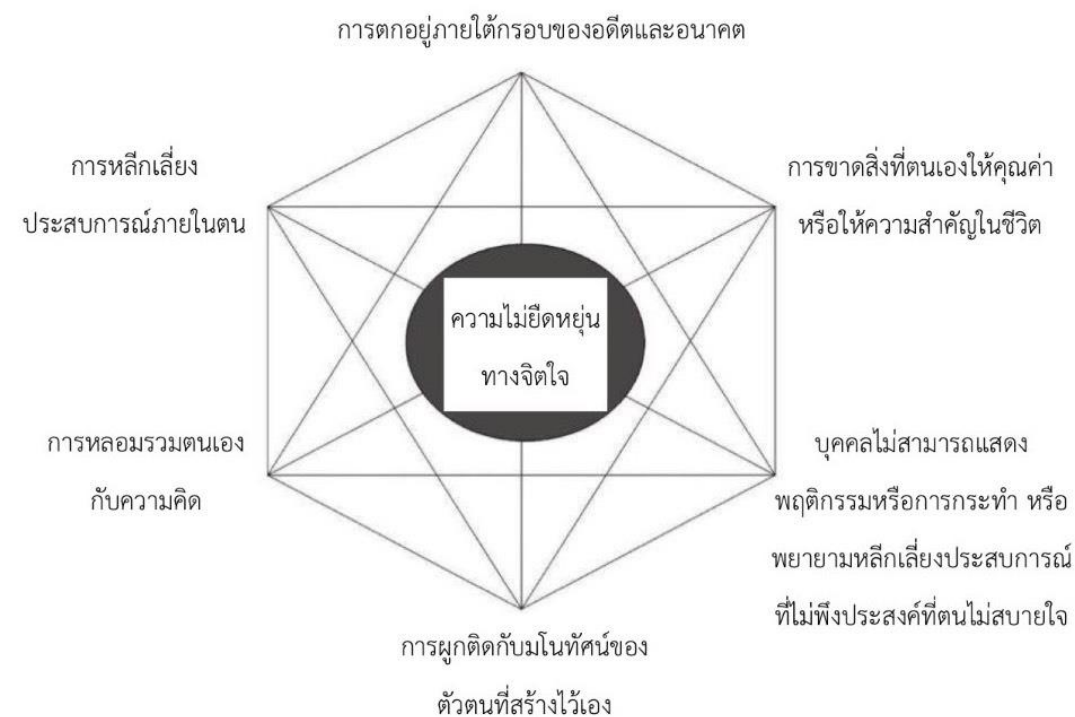 การตกอยู่ภายใต้กรอบของอดีตและอนาคต
การหลีกเลี่ยง
ประสบการณ์ภายในตน
การขาดสิ่งที่ตนเองให้คุณค่า
หรือให้ความสำคัญในชีวิต
ความไม่ยืดหยุ่น
ทางจิตใจ
การหลอมรวมตนเอง
กับความคิด
บุคคลไม่สามารถแสดง
พฤติกรรมหรือการกระทำ หรือ
พยายามหลีกเลี่ยงประสบการณ์
ที่ไม่พึงประสงค์ที่ตนไม่สบายใจ
การผูกติดกับมโนทัศน์ของ
ตัวตนที่สร้างไว้เอง